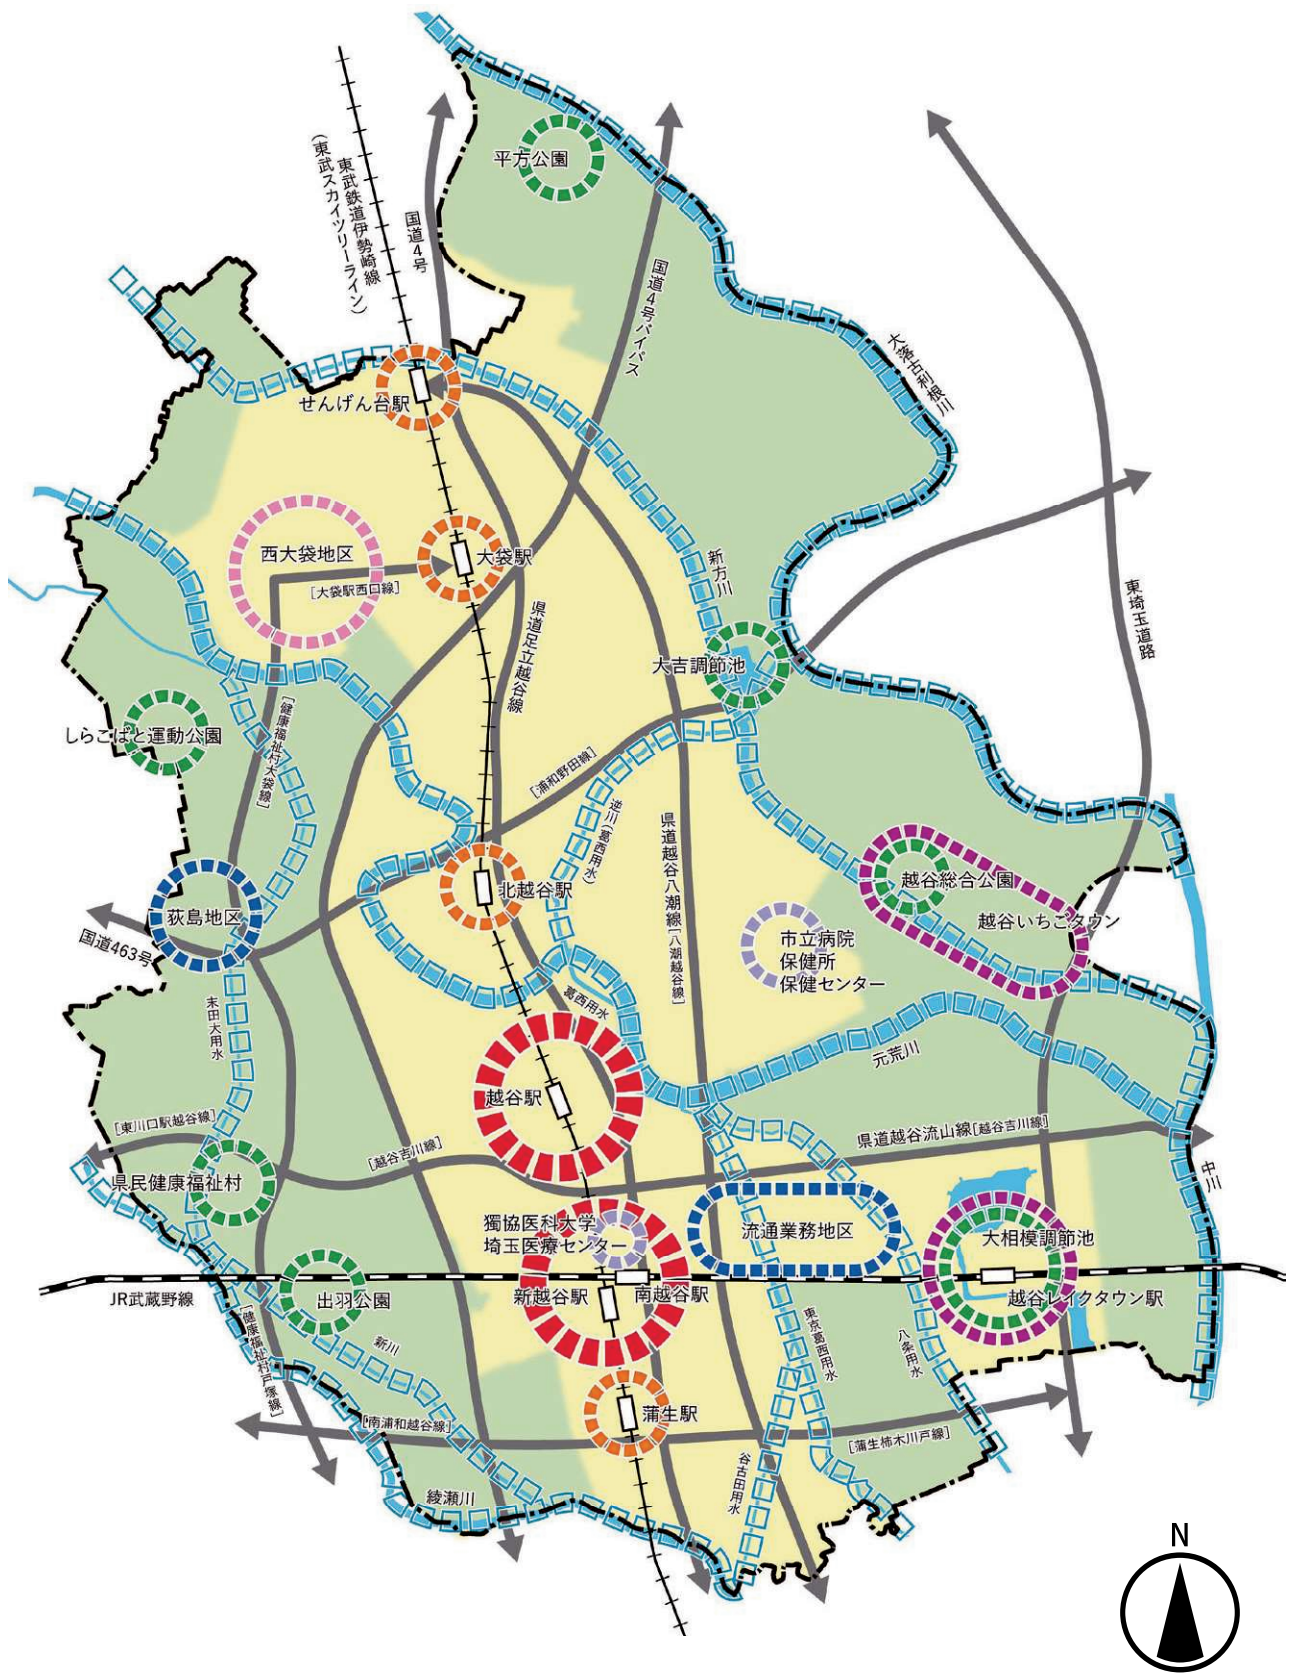 平方公園
東武鉄道伊勢崎線
(東武スカイツリーライン)
国道4号
国道4号バイパス
大落古利根川
せんげん台駅
西大袋地区
大袋駅
[大袋駅西口線]
新方川
東埼玉道路
県道足立越谷線
大吉調節池
しらこばと運動公園
[健康福祉村大袋線]
[浦和野田線]
逆川(葛西用水)
県道越谷八潮線[八潮越谷線]
越谷総合公園
越谷いちごタウン
北越谷駅
荻島地区
国道463号
市立病院
保健所
保健センター
末田大用水
葛西用水
元荒川
越谷駅
[東川口駅越谷線]
[越谷吉川線]
県道越谷流山線[越谷吉川線]
中川
県民健康福祉村
獨協医科大学
埼玉医療センター
流通業務地区
大相模調節池
新越谷駅
南越谷駅
越谷レイクタウン駅
JR武蔵野線
出羽公園
新川
[健康福祉村戸塚線]
東京葛西用水
八条用水
蒲生駅
[南浦和越谷線]
[蒲生柿木川戸線]
谷古田用水
綾瀬川
N